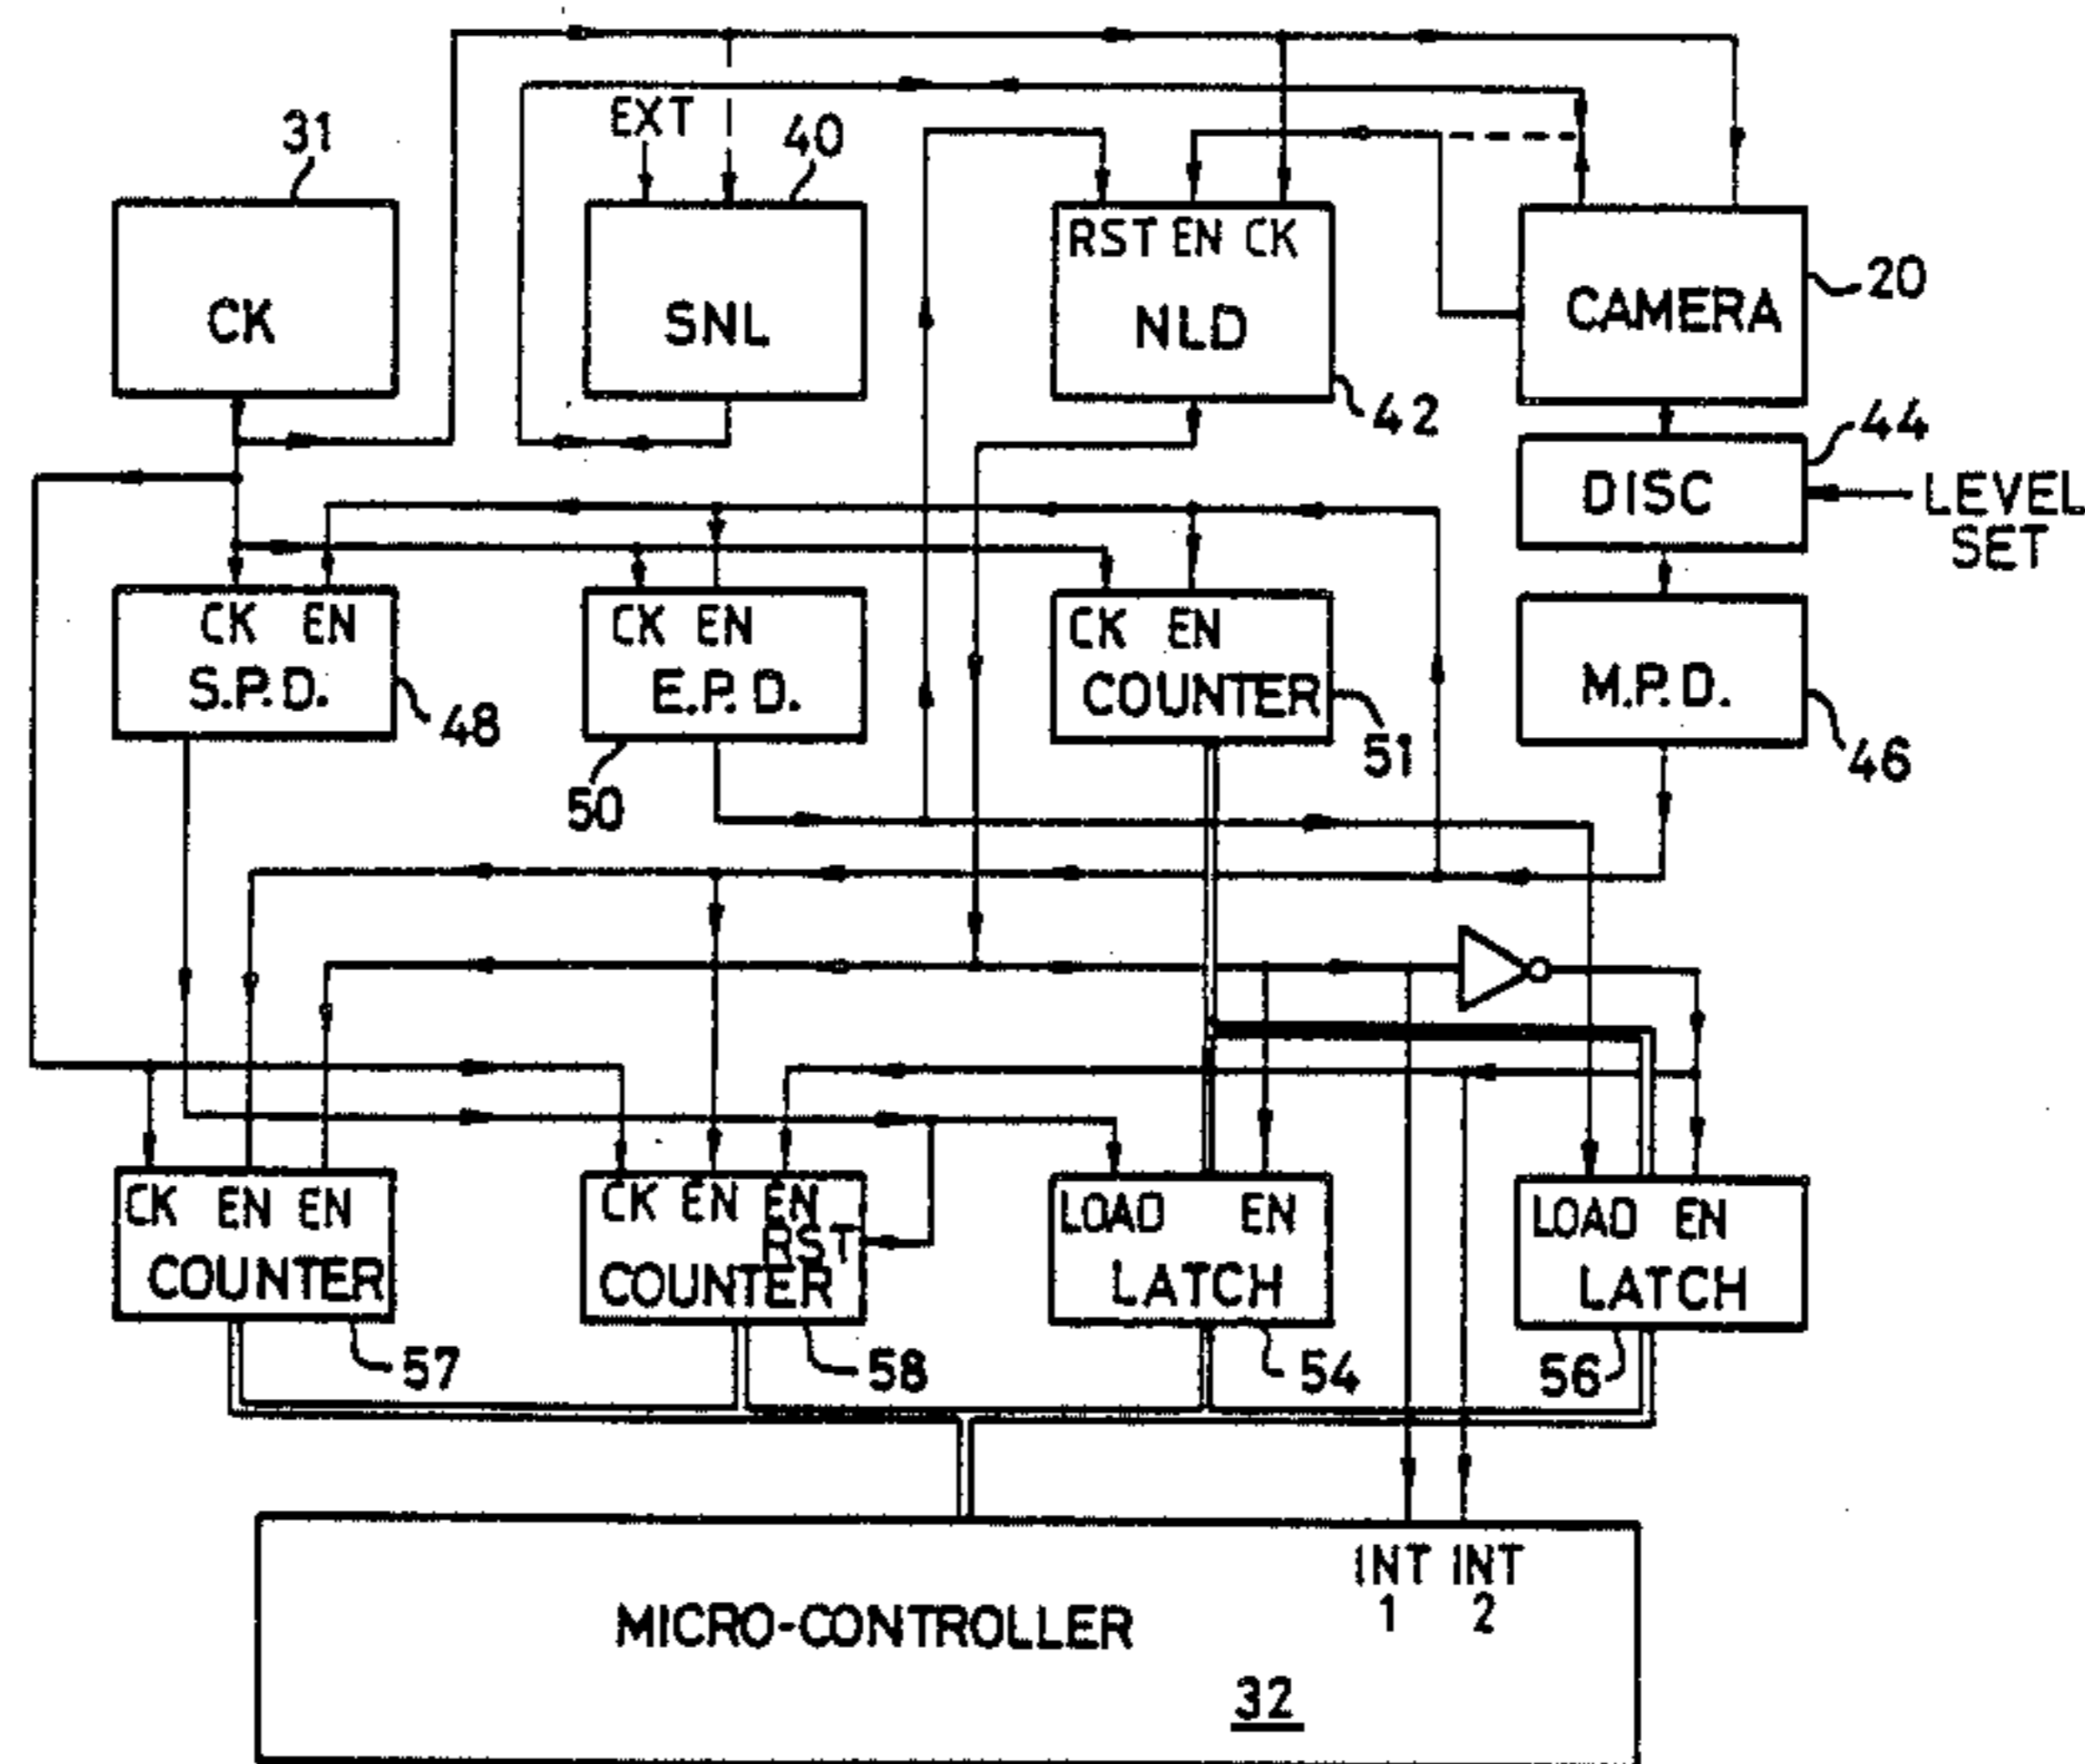 EXT
31
40
CK
SNL
RST EN CK
NLD
42
CAMERA
20
44
DISC
LEVEL
SET
CK EN
S.P.D.
48
CK EN
E.P.D.
50
CK EN
COUNTER
51
M.P.D.
46
CK EN EN
COUNTER
57
CK EN EN
RST
COUNTER
58
LOAD EN
LATCH
54
LOAD EN
LATCH
56
INT INT
1 2
MICRO-CONTROLLER
32